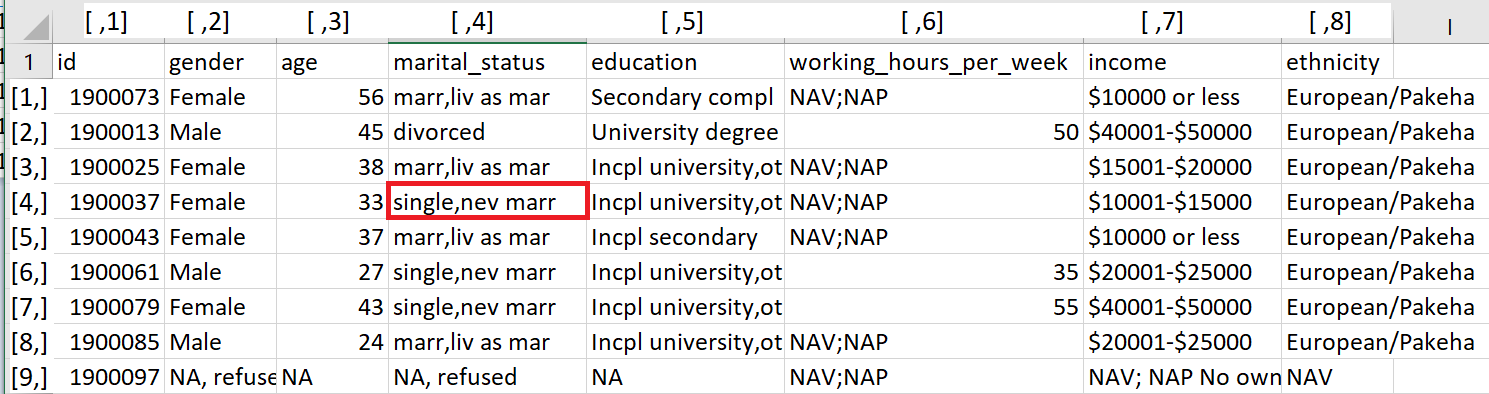 [ ,1] [ ,2] [ ,3] [ ,4] [ ,5] [ ,6] [ ,7] [ ,8] I
1 id gender age marital_status education working_hours_per_week income ethnicity
[1,] 1900073 Female 56 marr,liv as mar Secondary compl NAV;NAP $10000 or less European/Pakeha
[2,] 1900013 Male 45 divorced University degree 50 $40001-$50000 European/Pakeha
[3,] 1900025 Female 38 marr,liv as mar Incpl university,ot NAV;NAP $15001-$20000 European/Pakeha
[4,] 1900037 Female 33 single,nev marr Incpl university,ot NAV;NAP $10001-$15000 European/Pakeha
[5,] 1900043 Female 37 marr,liv as mar Incpl secondary NAV;NAP $10000 or less European/Pakeha
[6,] 1900061 Male 27 single,nev marr Incpl university,ot 35 $20001-$25000 European/Pakeha
[7,] 1900079 Female 43 single,nev marr Incpl university,ot 55 $40001-$50000 European/Pakeha
[8,] 1900085 Male 24 marr,liv as mar Incpl university,ot NAV;NAP $20001-$25000 European/Pakeha
[9,] 1900097 NA, refuse NA NA, refused NA NAV;NAP NAV; NAP No own NAV